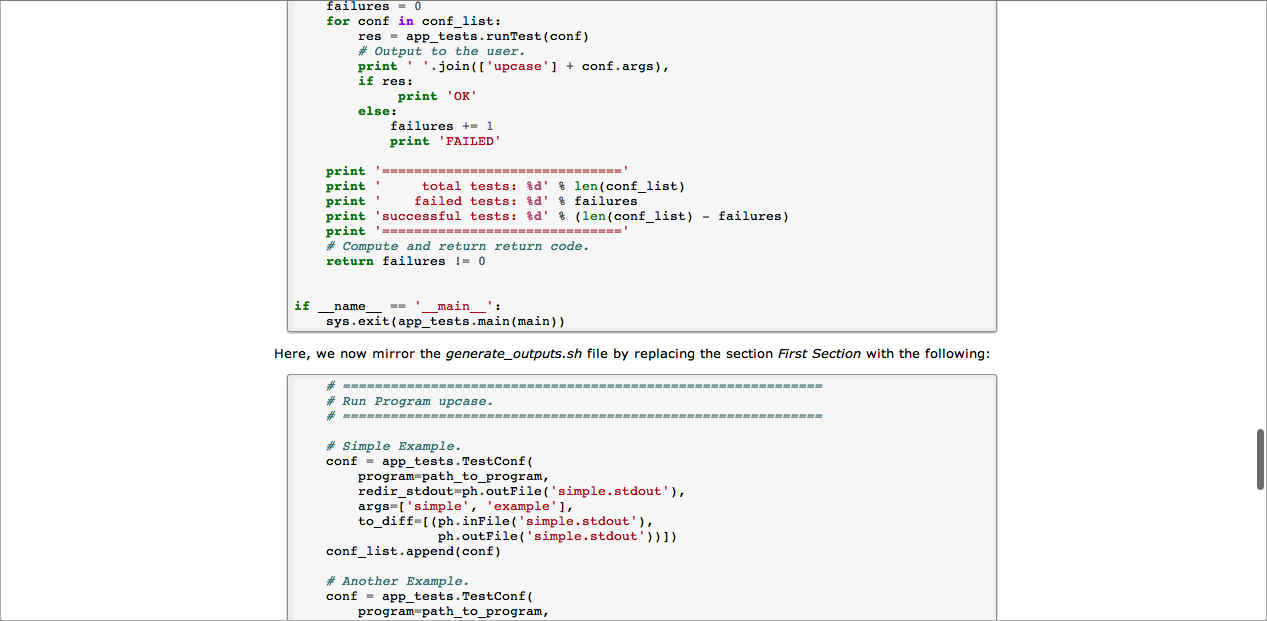 failures = 0
    for conf in conf_list:
        res = app_tests.runTest(conf)
        # Output to the user.
        print ' '.join(['upcase'] + conf.args),
        if res:
             print 'OK'
        else:
            failures += 1
            print 'FAILED'

    print '=============================='
    print '     total tests: %d' % len(conf_list)
    print '    failed tests: %d' % failures
    print 'successful tests: %d' % (len(conf_list) - failures)
    print '=============================='
    # Compute and return return code.
    return failures != 0


if __name__ == '__main__':
    sys.exit(app_tests.main(main))
Here, we now mirror the generate_outputs.sh file by replacing the section First Section with the following:
    # ============================================================
    # Run Program upcase.
    # ============================================================

    # Simple Example.
    conf = app_tests.TestConf(
        program=path_to_program,
        redir_stdout=ph.outFile('simple.stdout'),
        args=['simple', 'example'],
        to_diff=[(ph.inFile('simple.stdout'),
                  ph.outFile('simple.stdout'))])
    conf_list.append(conf)

    # Another Example.
    conf = app_tests.TestConf(
        program=path_to_program,